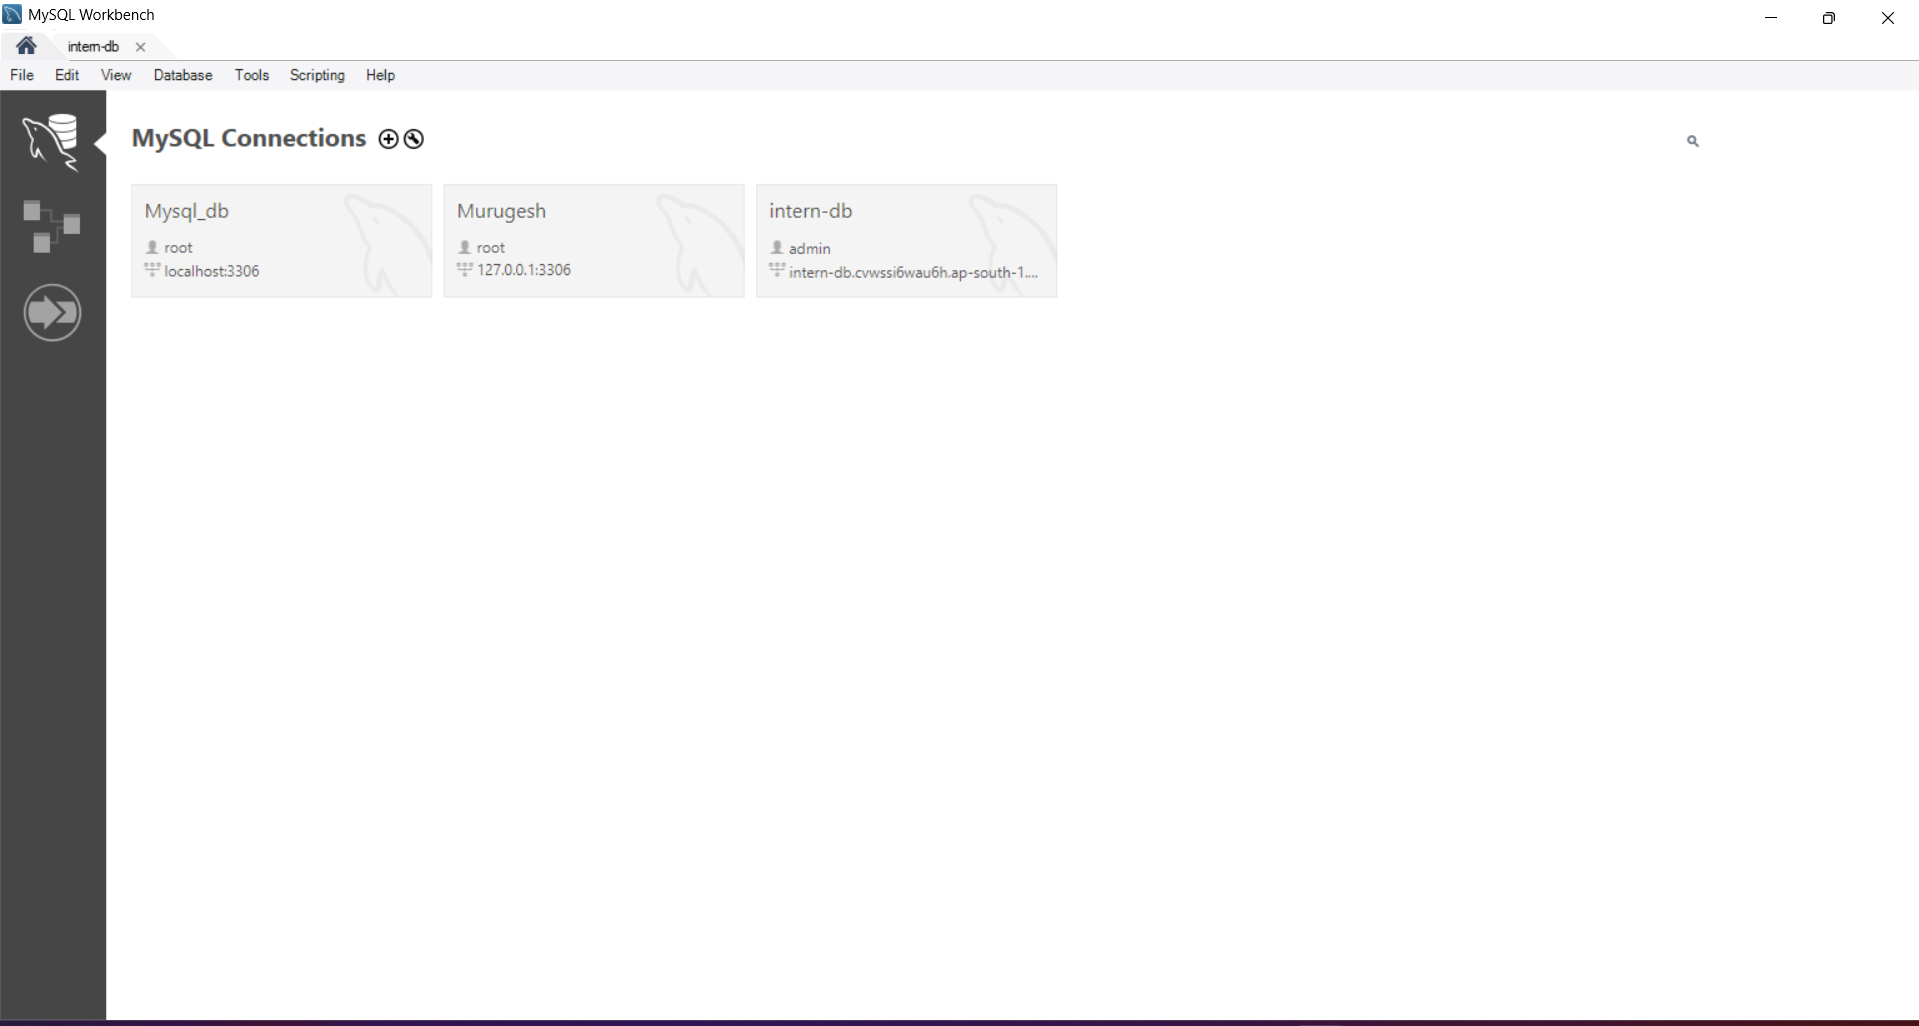 MySQL Workbench
intern-db
File Edit View Database Tools Scripting Help
MySQL Connections
Mysql_db
root
localhost:3306
Murugesh
root
127.0.0.1:3306
intern-db
admin
intern-db.cvwssi6wau6h.ap-south-1....